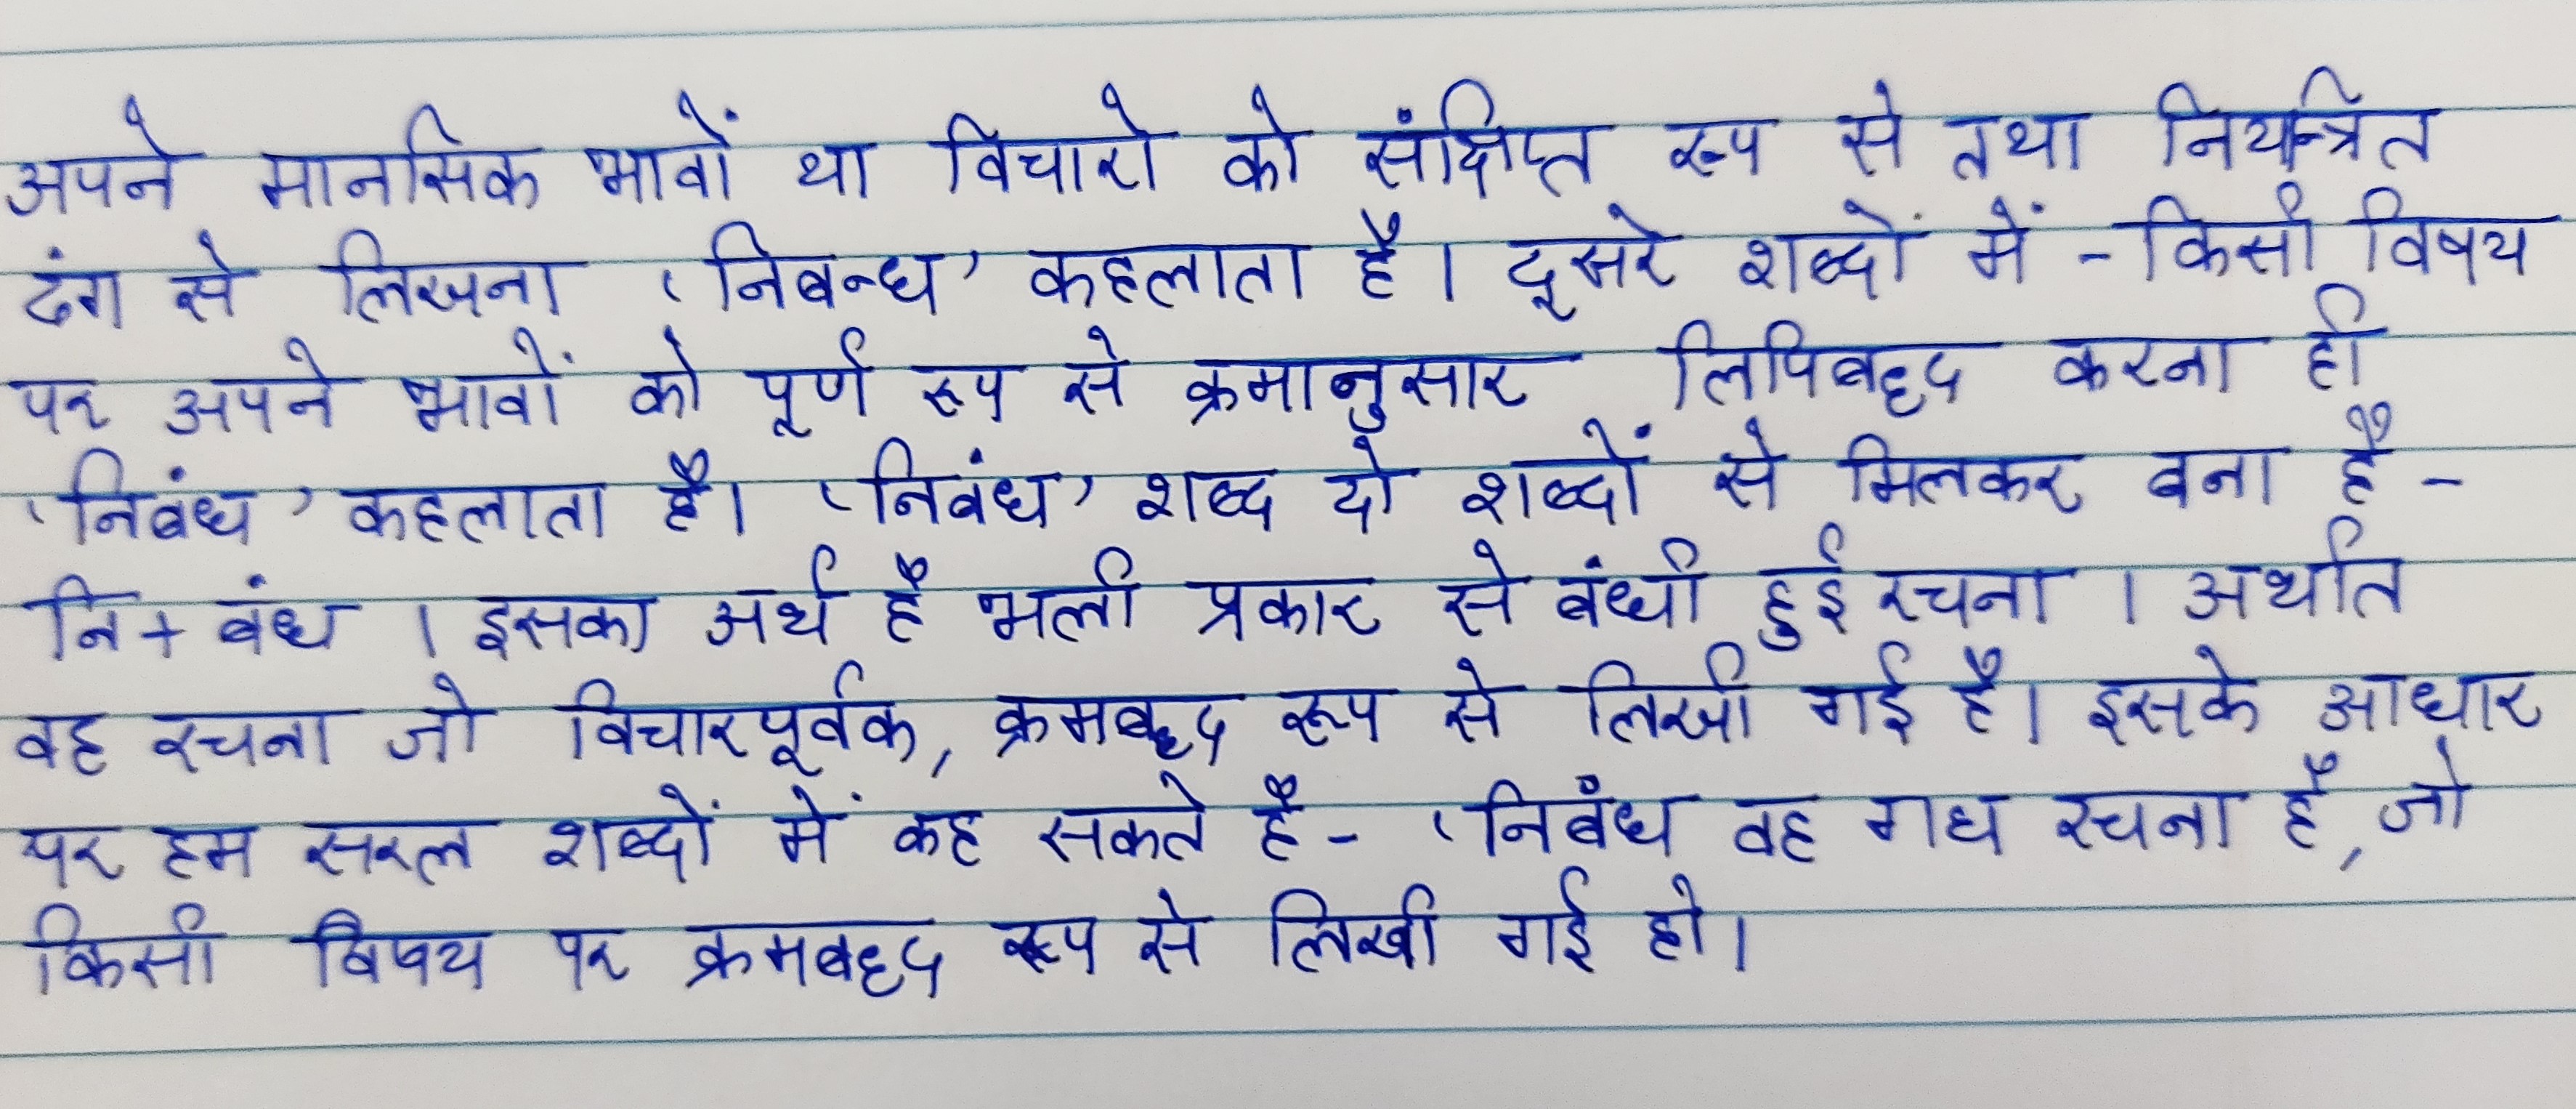 अपने मानसिक भावों या विचारो को संक्षिप्त रूप से तथा नियन्त्रित
ढंग से लिखना 'निबन्ध' कहलाता है। दूसरे शब्दों में - किसी विषय
पर अपने भावों को पूर्ण रूप से क्रमानुसार लिपिबद्द करना ही
'निबंध' कहलाता है। 'निबंध' शब्द दो शब्दों से मिलकर बना है -
नि + बंध । इसका अर्थ है भली प्रकार से बंधी हुई रचना । अर्थात
वह रचना जो विचारपूर्वक, क्रमबद्द रूप से लिखी गई है। इसके आधार
पर हम सरल शब्दों में कह सकते है - 'निबंध वह गध रचना है, जो
किसी विषय पर क्रमबद्द रूप से लिखी गई हो।